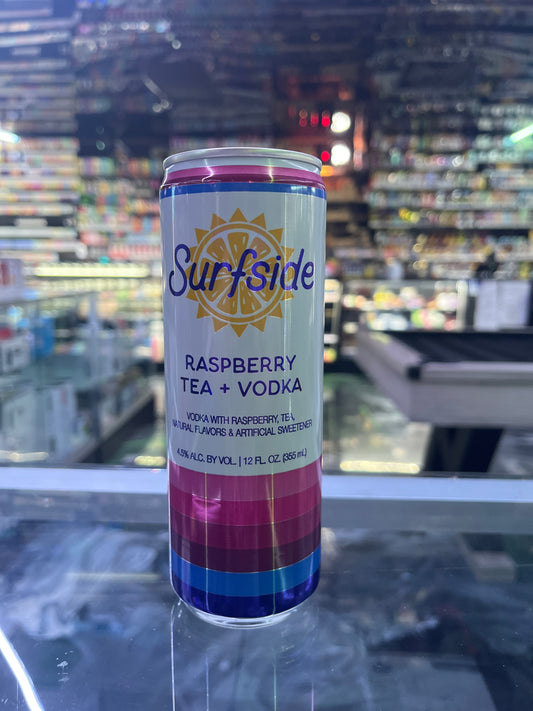 Surfside
RASPBERRY
TEA + VODKA
VODKA WITH RASPBERRY, TEA,
NATURAL FLAVORS & ARTIFICIAL SWEETENER
4.5% ALC. BY VOL. | 12 FL. OZ. (355 mL)